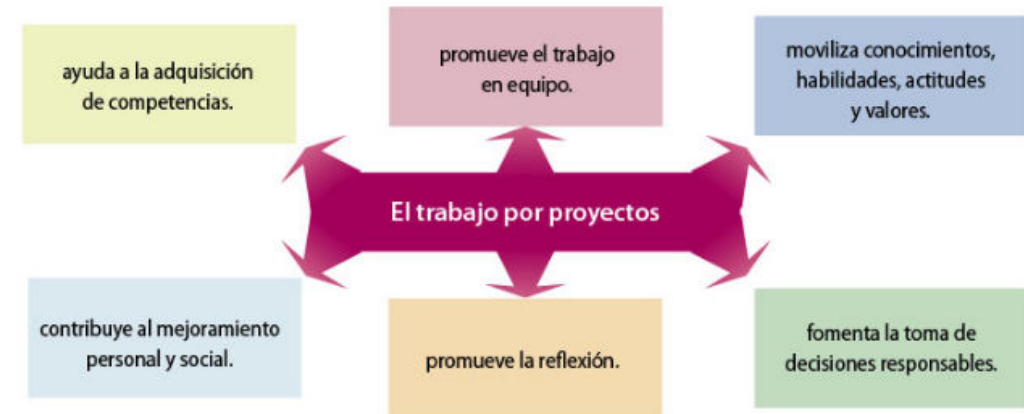 ayuda a la adquisición
de competencias.
promueve el trabajo
en equipo.
moviliza conocimientos,
habilidades, actitudes
y valores.
El trabajo por proyectos
contribuye al mejoramiento
personal y social.
promueve la reflexión.
fomenta la toma de
decisiones responsables.